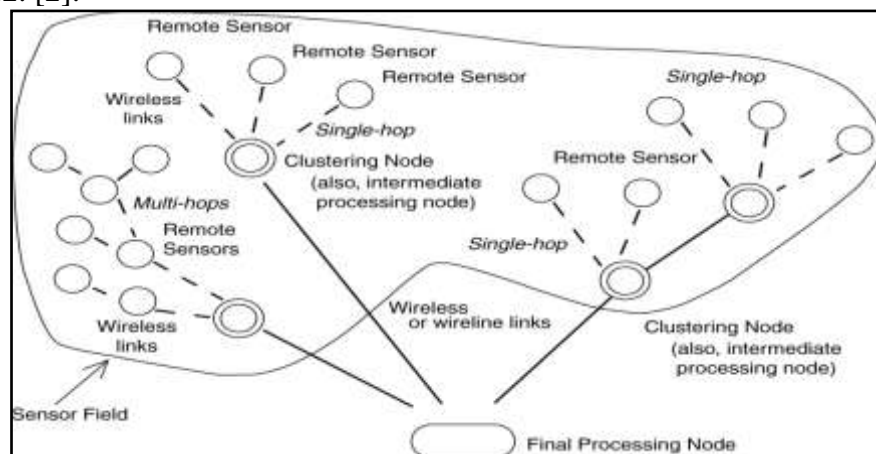 2. [2].
Remote Sensor
Remote Sensor
Remote Sensor
Single-hop
Wireless
links
Single-hop
Clustering Node
(also, intermediate
processing node)
Remote Sensor
Multi-hops
Remote
Sensors
Single-hop
Wireless
links
Wireless
or wireline links
Clustering Node
(also, intermediate
processing node)
Sensor Field
Final Processing Node